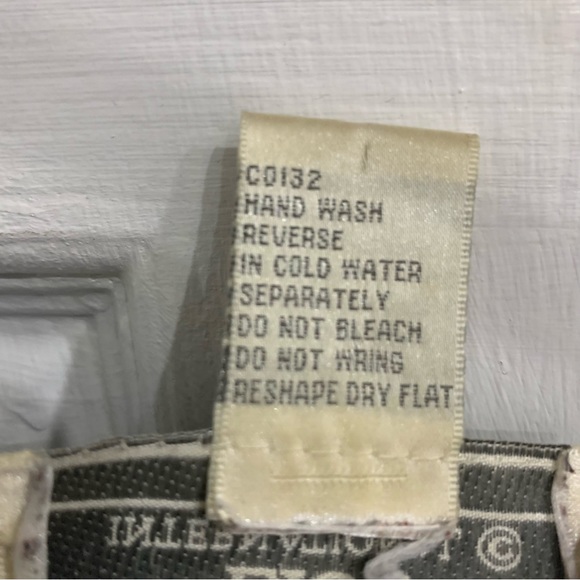 C0132
HAND WASH
REVERSE
IN COLD WATER
SEPARATELY
DO NOT BLEACH
DO NOT WRING
RESHAPE DRY FLAT
©